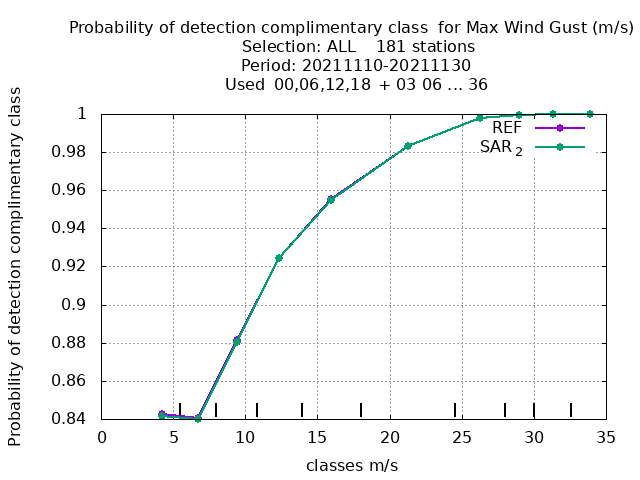 Probability of detection complimentary class  for Max Wind Gust (m/s)
Selection: ALL    181 stations
Period: 20211110-20211130
Used  00,06,12,18  + 03 06 ... 36
Probability of detection complimentary class
1
0.98
0.96
0.94
0.92
0.9
0.88
0.86
0.84
REF
SAR 2
0 5 10 15 20 25 30 35
classes m/s